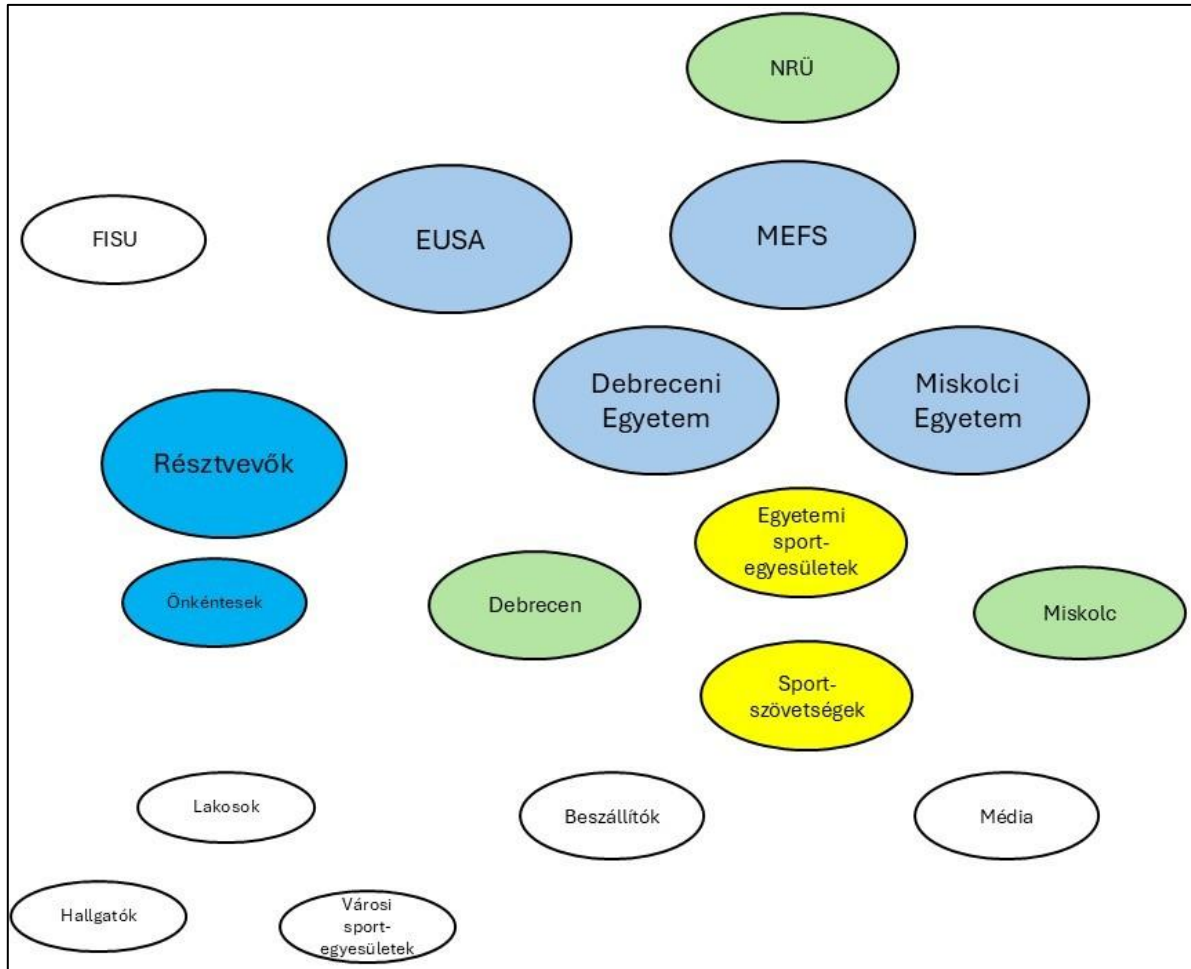 NRÜ
FISU
EUSA
MEFS
Debreceni
Egyetem
Miskolci
Egyetem
Résztvevők
Egyetemi
sport-
egyesületek
Önkéntesek
Debrecen
Miskolc
Sport-
szövetségek
Lakosok
Beszállítók
Média
Hallgatók
Városi
sport-
egyesületek